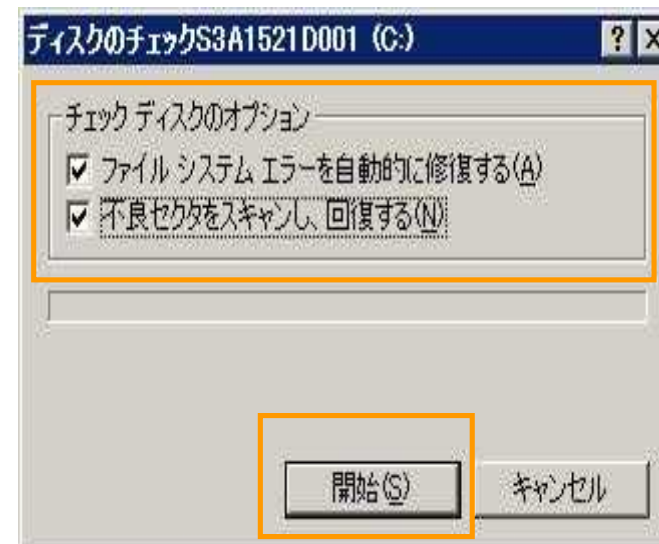 ディスクのチェックS3A1521D001 (C:)
チェック ディスクのオプション
ファイル システム エラーを自動的に修復する(A)
不良セクタをスキャンし、回復する(N)
開始(S)
キャンセル